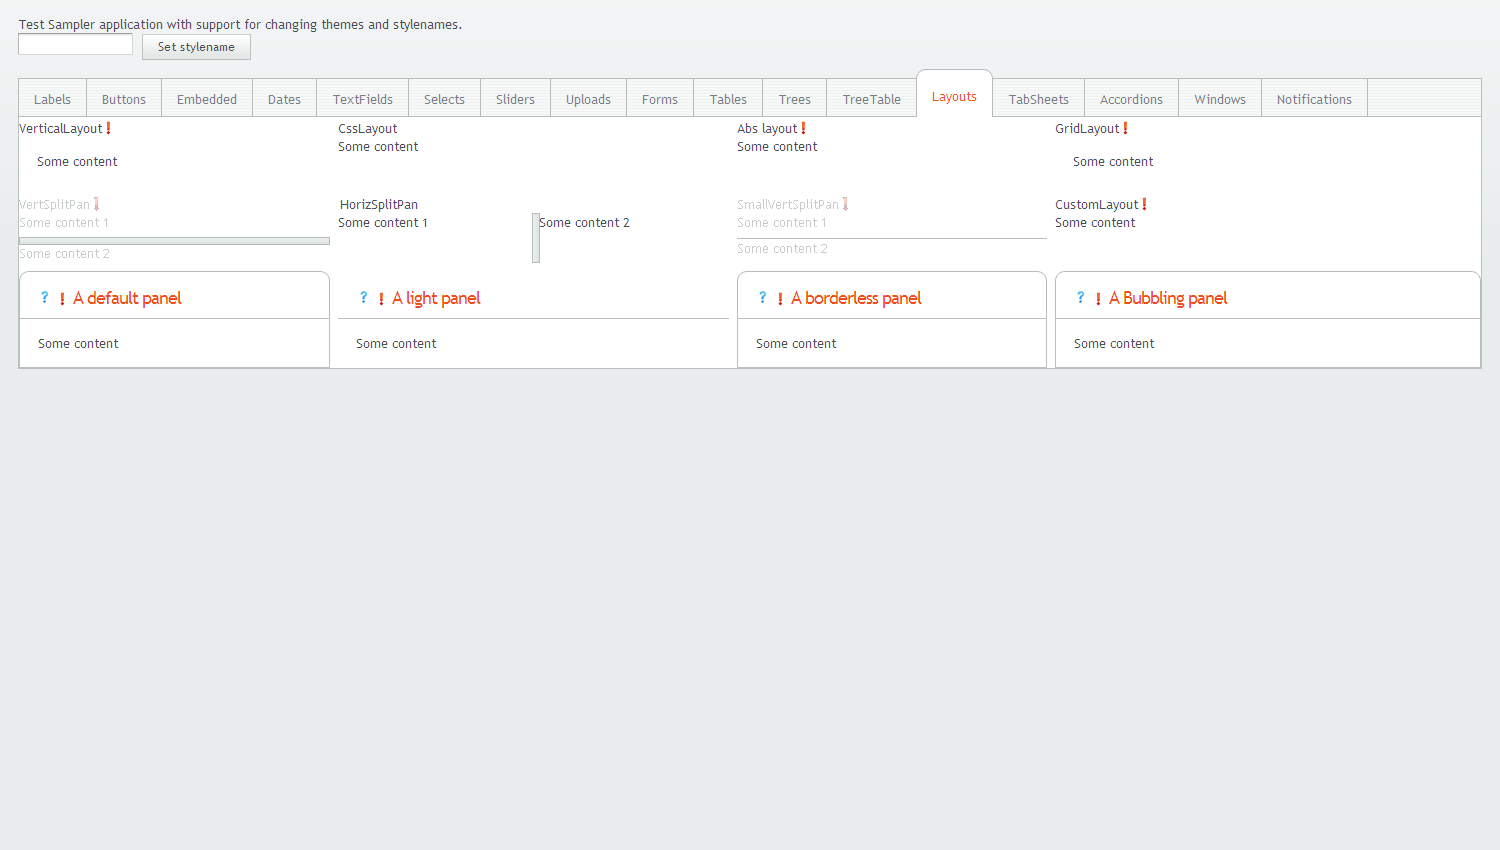 Test Sampler application with support for changing themes and stylenames.
Set stylename
Labels Buttons Embedded Dates TextFields Selects Sliders Uploads Forms Tables Trees TreeTable Layouts TabSheets Accordions Windows Notifications
VerticalLayout! CssLayout Abs layout! GridLayout!
Some content Some content
Some content Some content
VertSplitPan! HorizSplitPan SmallVertSplitPan! CustomLayout!
Some content 1 Some content 1 Some content 2 Some content 1 Some content
Some content 2 Some content 2
? ! A default panel ? ! A light panel ? ! A borderless panel ? ! A Bubbling panel
Some content Some content Some content Some content